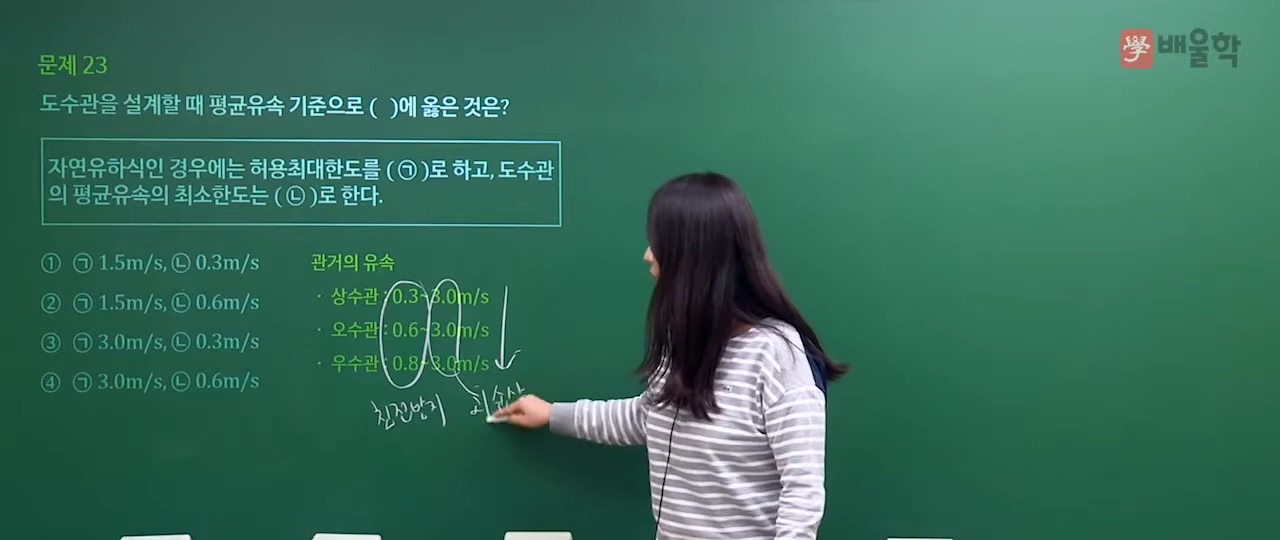 學 배울학
문제 23
도수관을 설계할 때 평균유속 기준으로 ( )에 옳은 것은?
자연유하식인 경우에는 허용최대한도를 ( ㉠ )로 하고, 도수관
의 평균유속의 최소한도는 ( ㉡ )로 한다.
① ㉠ 1.5m/s, ㉡ 0.3m/s
② ㉠ 1.5m/s, ㉡ 0.6m/s
③ ㉠ 3.0m/s, ㉡ 0.3m/s
④ ㉠ 3.0m/s, ㉡ 0.6m/s
관거의 유속
· 상수관 : 0.3~3.0m/s
· 오수관 : 0.6~3.0m/s
· 우수관 : 0.8~3.0m/s
침전방지